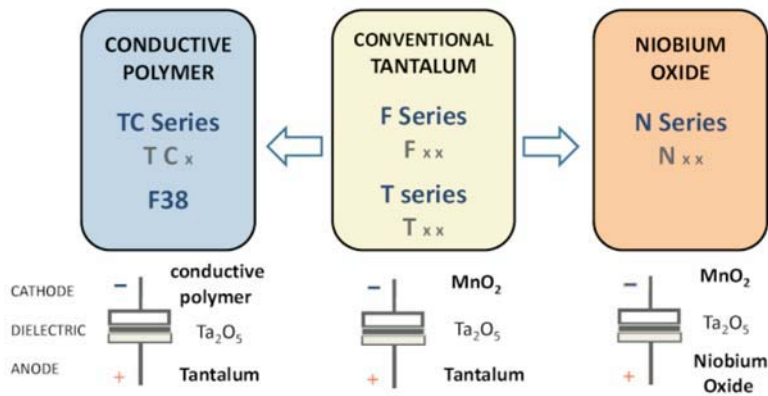 CONDUCTIVE
POLYMER
TC Series
T C x
F38
CONVENTIONAL
TANTALUM
F Series
F x x
T series
T x x
NIOBIUM
OXIDE
N Series
N x x
CATHODE
DIELECTRIC
ANODE
−
conductive
polymer
Ta₂O₅
+
Tantalum
−
MnO₂
Ta₂O₅
+
Tantalum
−
MnO₂
Ta₂O₅
+
Niobium
Oxide